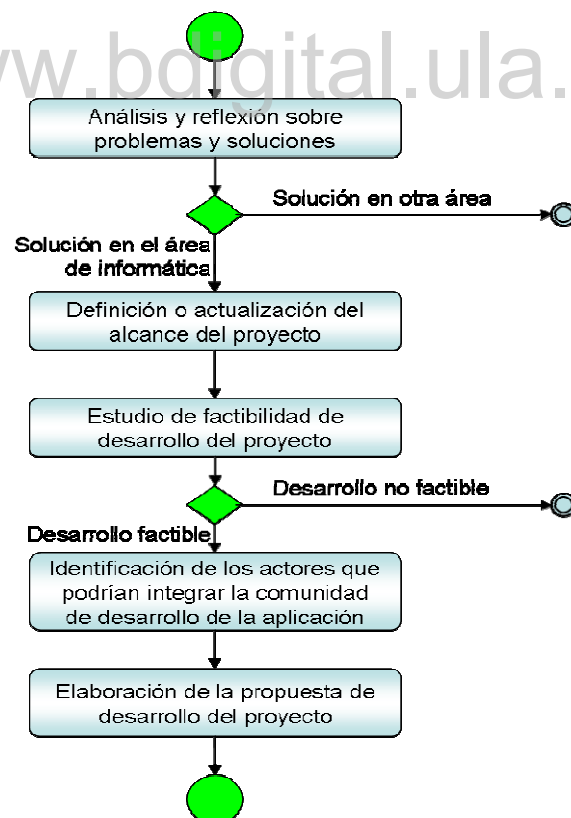 w.bdigital.ula.
Análisis y reflexión sobre
problemas y soluciones
Solución en otra área
Solución en el área
de informática
Definición o actualización del
alcance del proyecto
Estudio de factibilidad de
desarrollo del proyecto
Desarrollo no factible
Desarrollo factible
Identificación de los actores que
podrían integrar la comunidad
de desarrollo de la aplicación
Elaboración de la propuesta de
desarrollo del proyecto